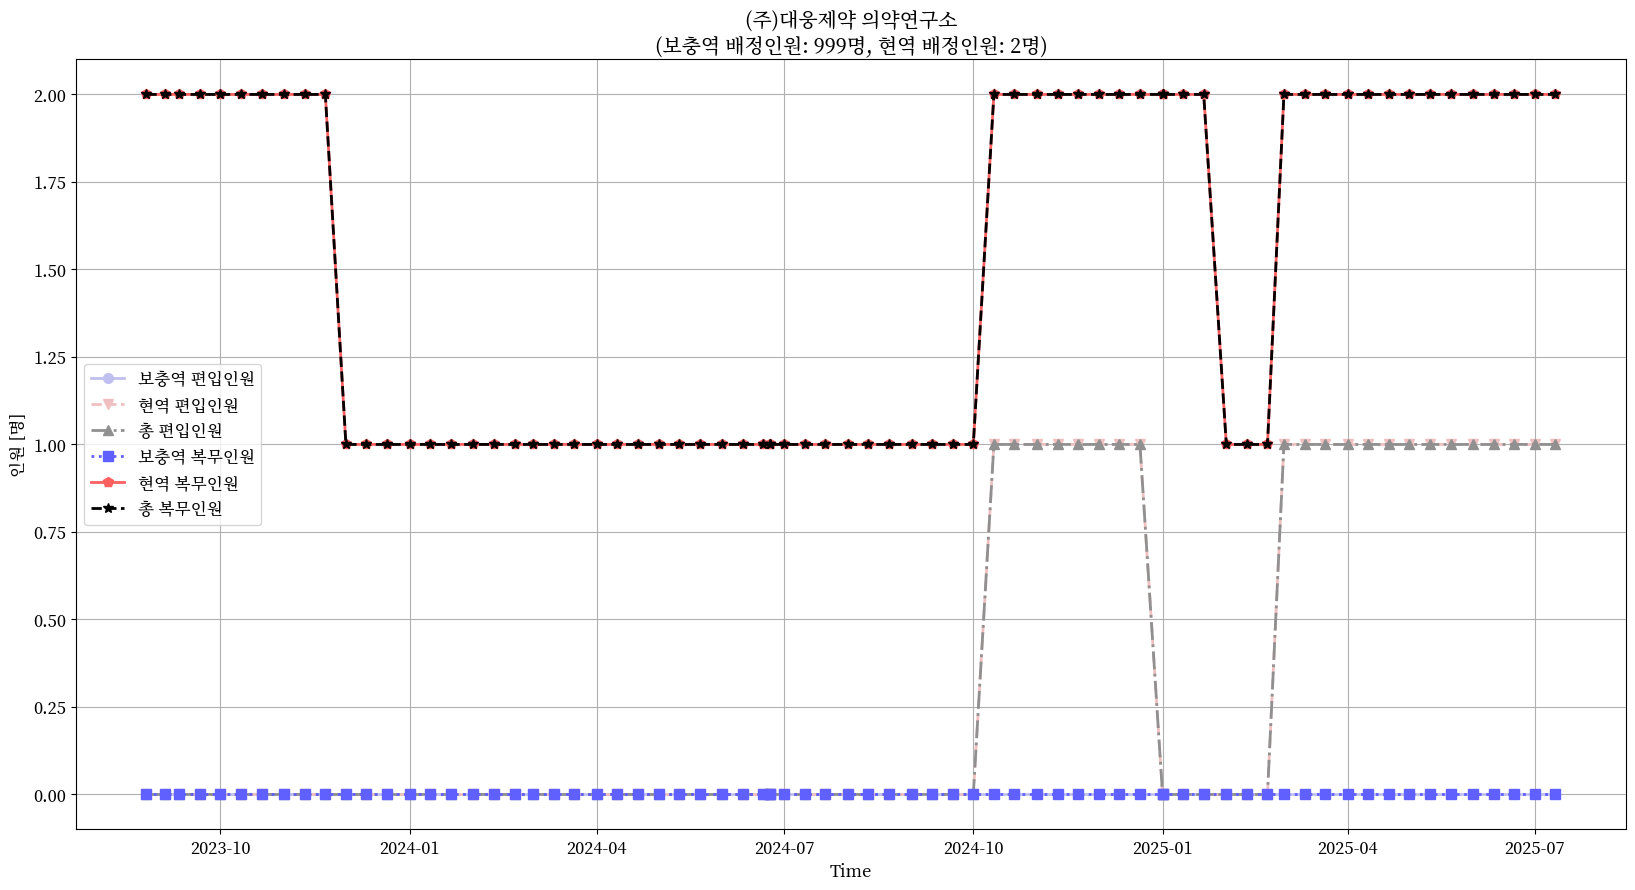 (주)대웅제약 의약연구소
(보충역 배정인원: 999명, 현역 배정인원: 2명)
2.00
1.75
1.50
1.25
1.00
0.75
0.50
0.25
0.00
인원 [명]
보충역 편입인원
현역 편입인원
총 편입인원
보충역 복무인원
현역 복무인원
총 복무인원
2023-10
2024-01
2024-04
2024-07
2024-10
2025-01
2025-04
2025-07
Time